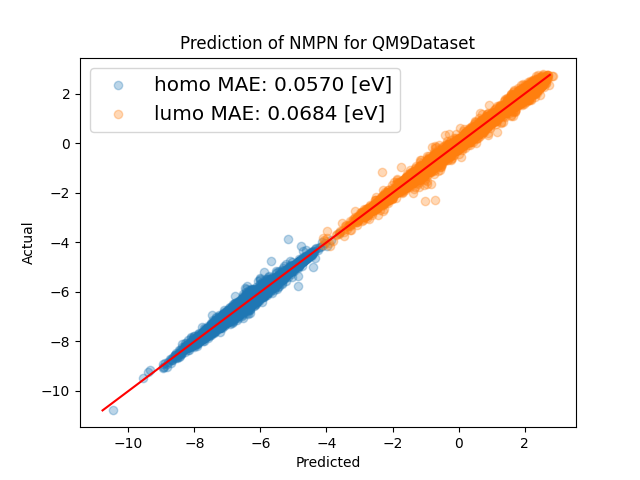 Prediction of NMPN for QM9Dataset
homo MAE: 0.0570 [eV]
lumo MAE: 0.0684 [eV]
Actual
2
0
−2
−4
−6
−8
−10
−10 −8 −6 −4 −2 0 2
Predicted